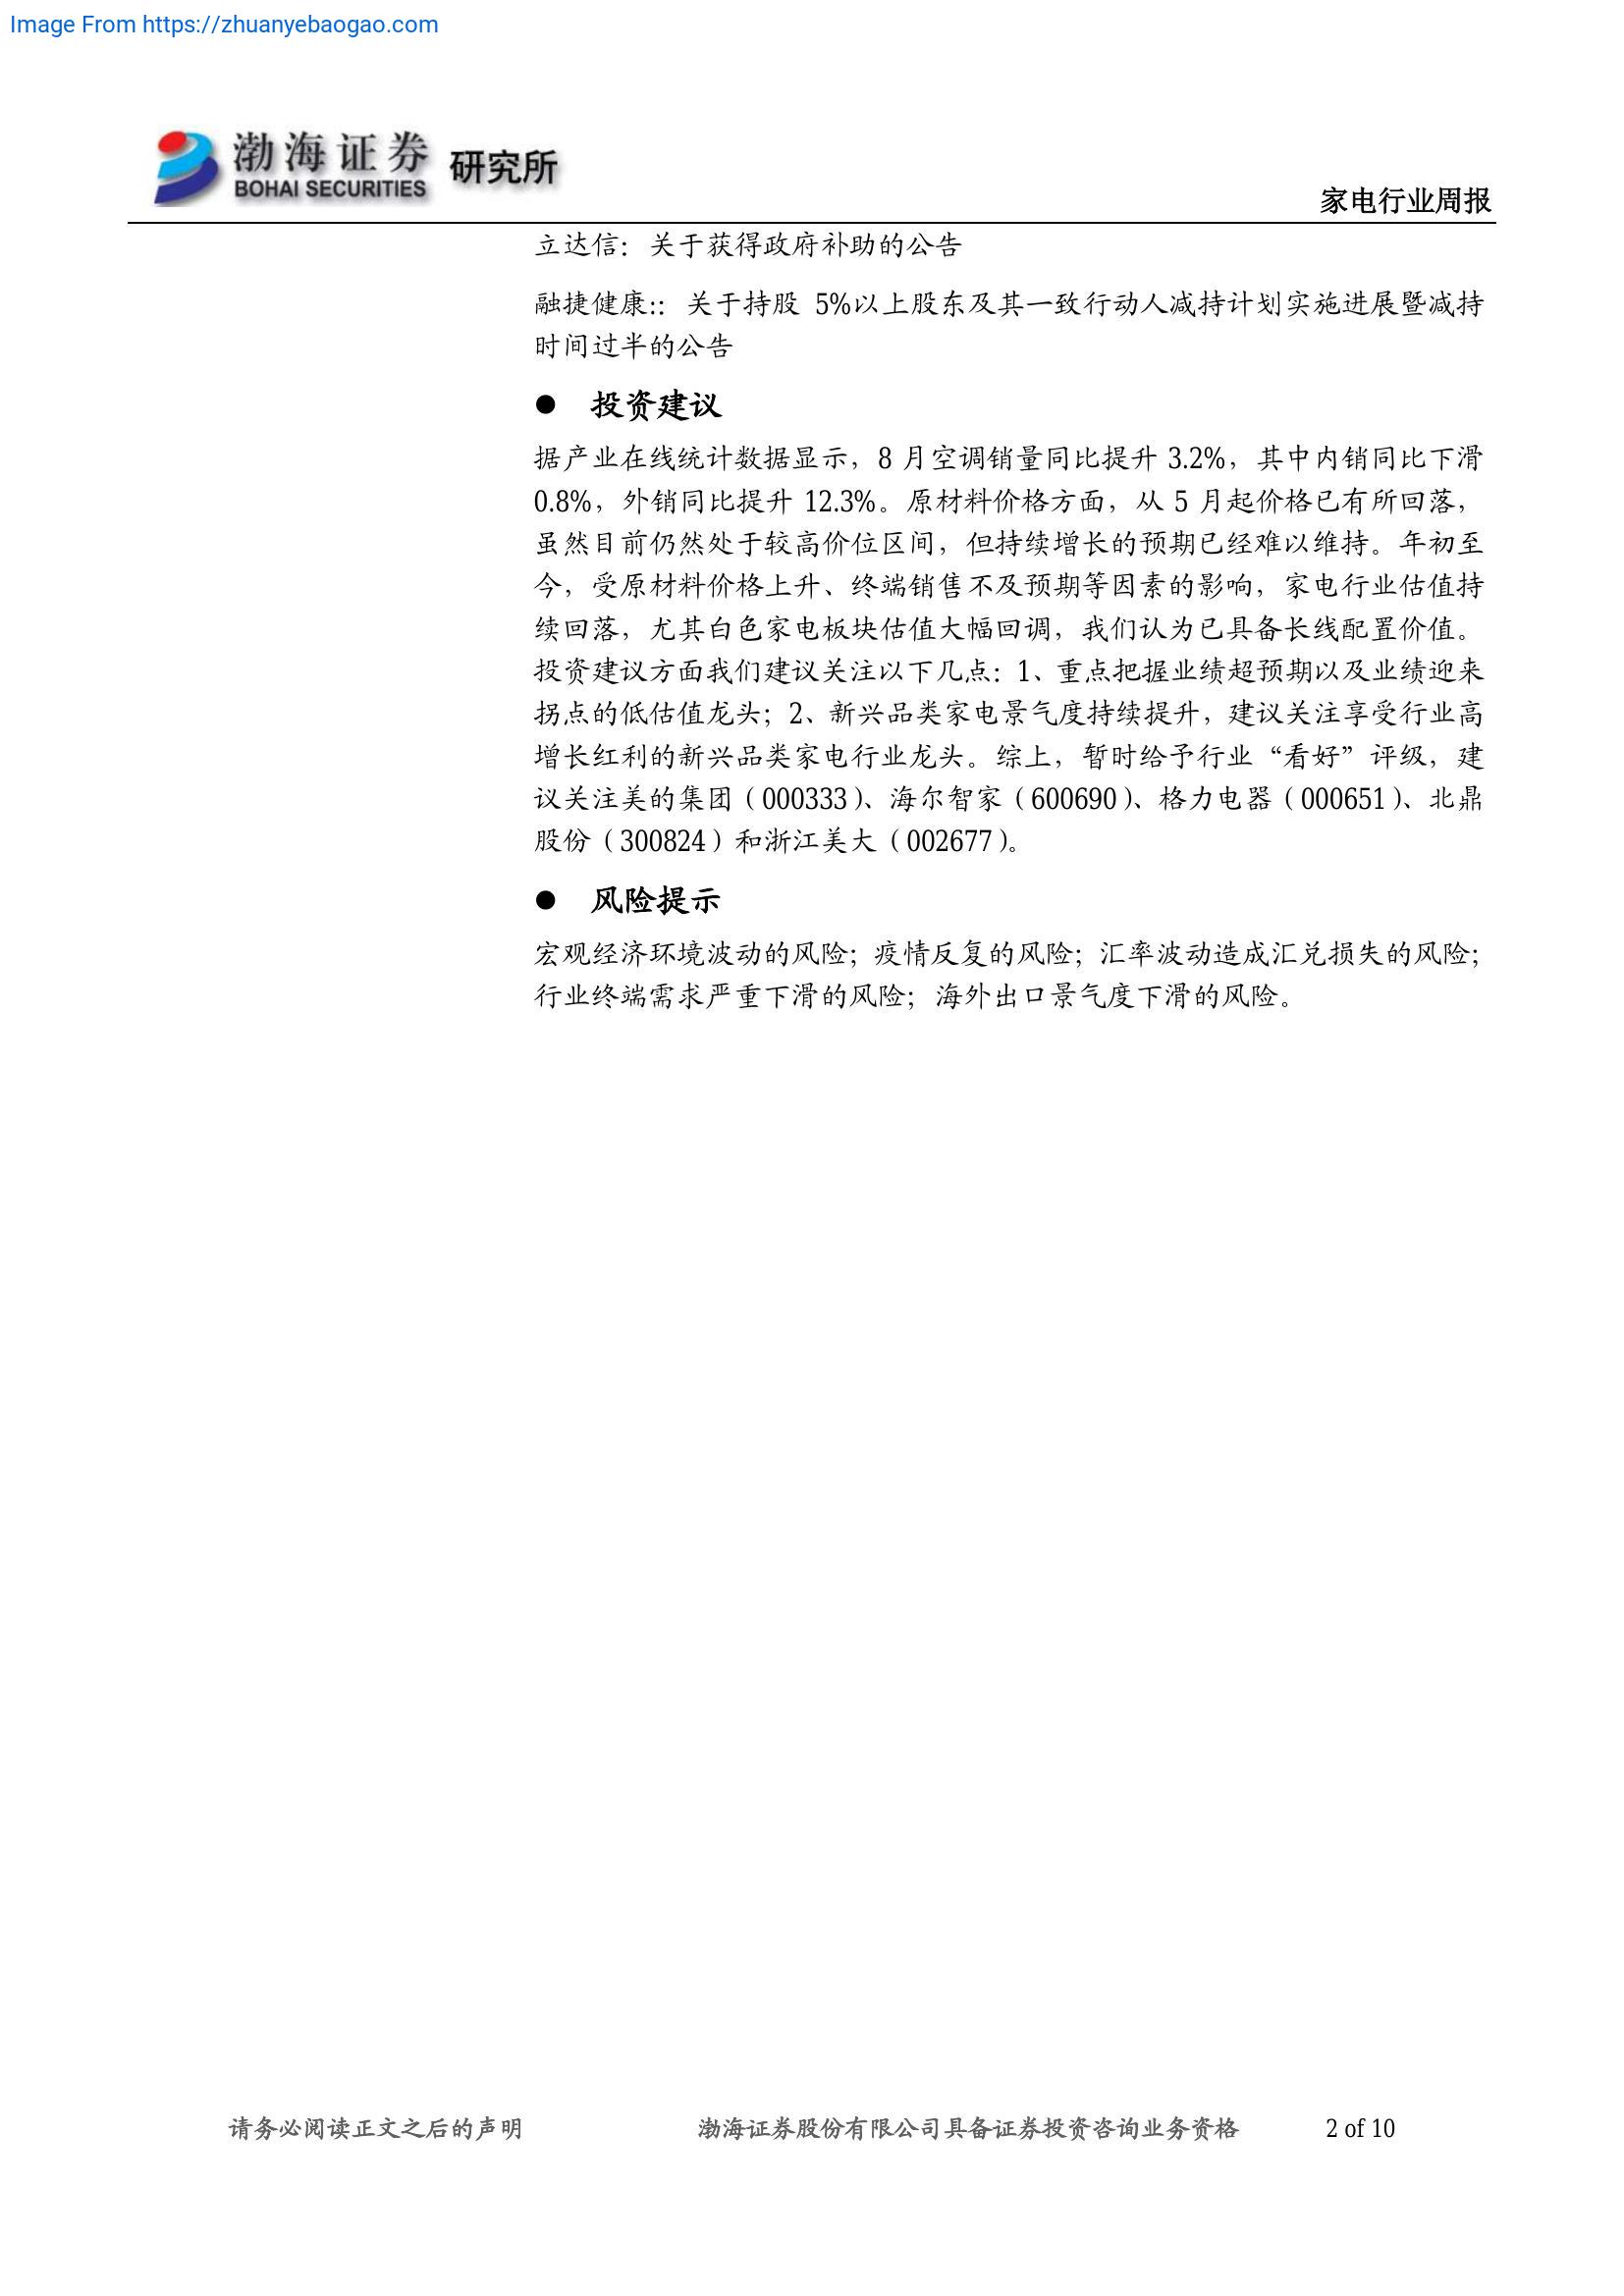 Image From https://zhuanyebaogao.com
渤海证券 研究所
BOHAI SECURITIES
家电行业周报
立达信：关于获得政府补助的公告
融捷健康:：关于持股 5%以上股东及其一致行动人减持计划实施进展暨减持
时间过半的公告
● 投资建议
据产业在线统计数据显示，8 月空调销量同比提升 3.2%，其中内销同比下滑
0.8%，外销同比提升 12.3%。原材料价格方面，从 5 月起价格已有所回落，
虽然目前仍然处于较高价位区间，但持续增长的预期已经难以维持。年初至
今，受原材料价格上升、终端销售不及预期等因素的影响，家电行业估值持
续回落，尤其白色家电板块估值大幅回调，我们认为已具备长线配置价值。
投资建议方面我们建议关注以下几点：1、重点把握业绩超预期以及业绩迎来
拐点的低估值龙头；2、新兴品类家电景气度持续提升，建议关注享受行业高
增长红利的新兴品类家电行业龙头。综上，暂时给予行业“看好”评级，建
议关注美的集团（000333）、海尔智家（600690）、格力电器（000651）、北鼎
股份（300824）和浙江美大（002677）。
● 风险提示
宏观经济环境波动的风险；疫情反复的风险；汇率波动造成汇兑损失的风险；
行业终端需求严重下滑的风险；海外出口景气度下滑的风险。
请务必阅读正文之后的声明 渤海证券股份有限公司具备证券投资咨询业务资格 2 of 10